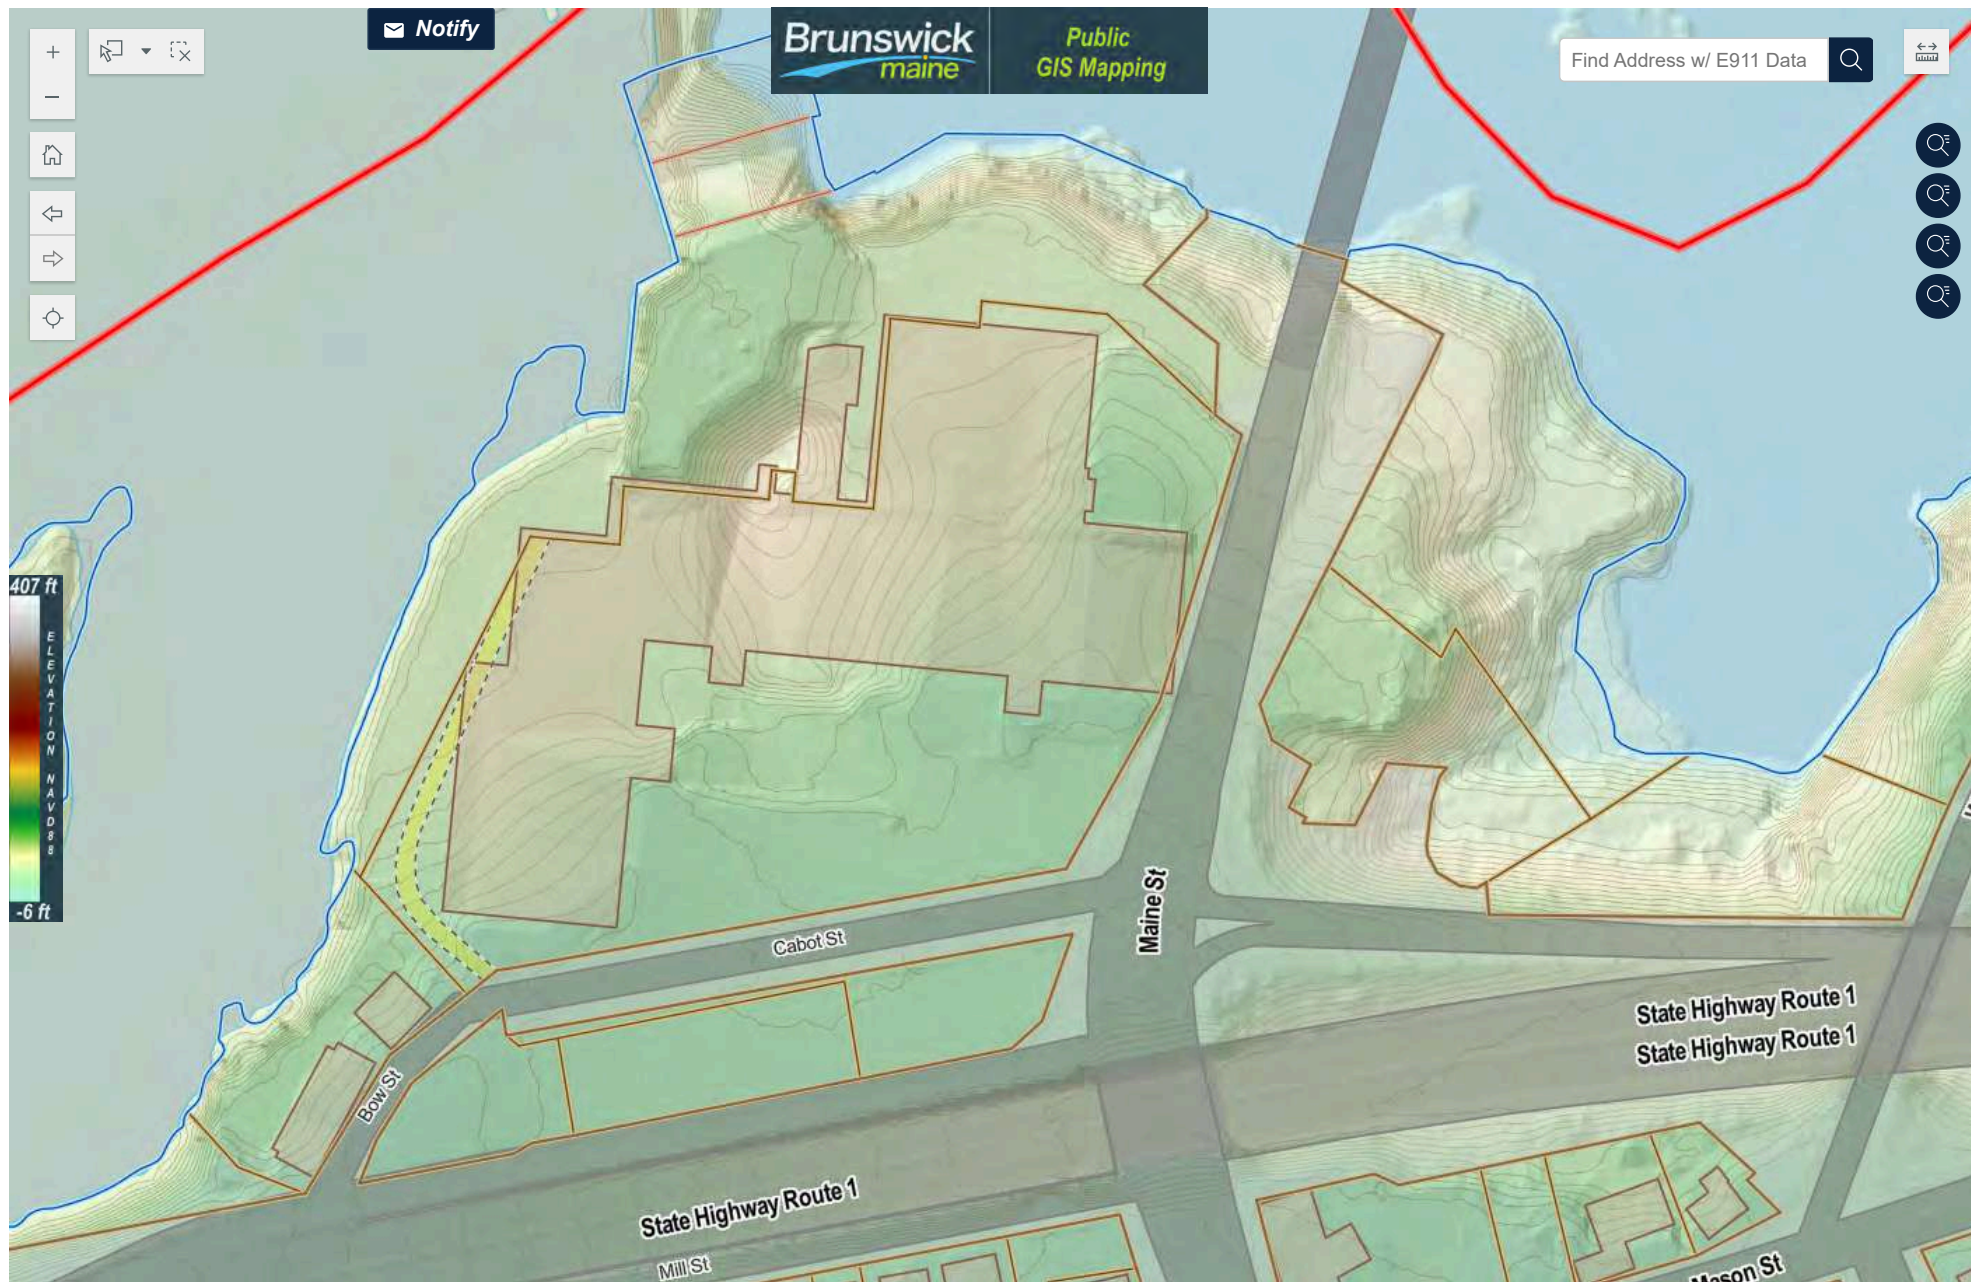 Notify
Brunswick
maine
Public
GIS Mapping
Find Address w/ E911 Data
407 ft
ELEVATION NAVD88
-6 ft
Maine St
Cabot St
State Highway Route 1
State Highway Route 1
Bow St
State Highway Route 1
Mill St
Mason St